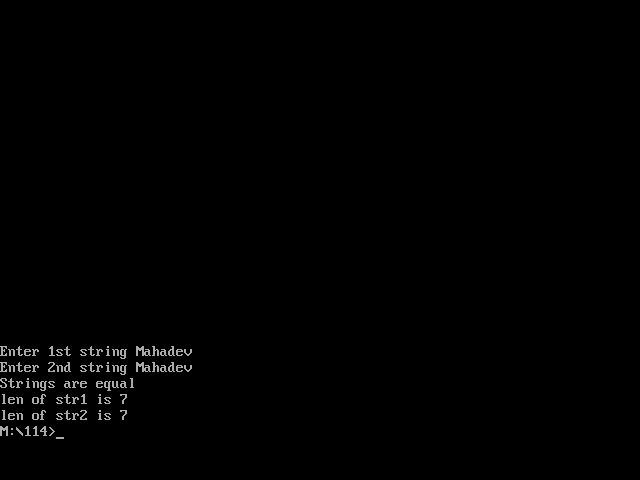 Enter 1st string Mahadev
Enter 2nd string Mahadev
Strings are equal
len of str1 is 7
len of str2 is 7
M:\114>_